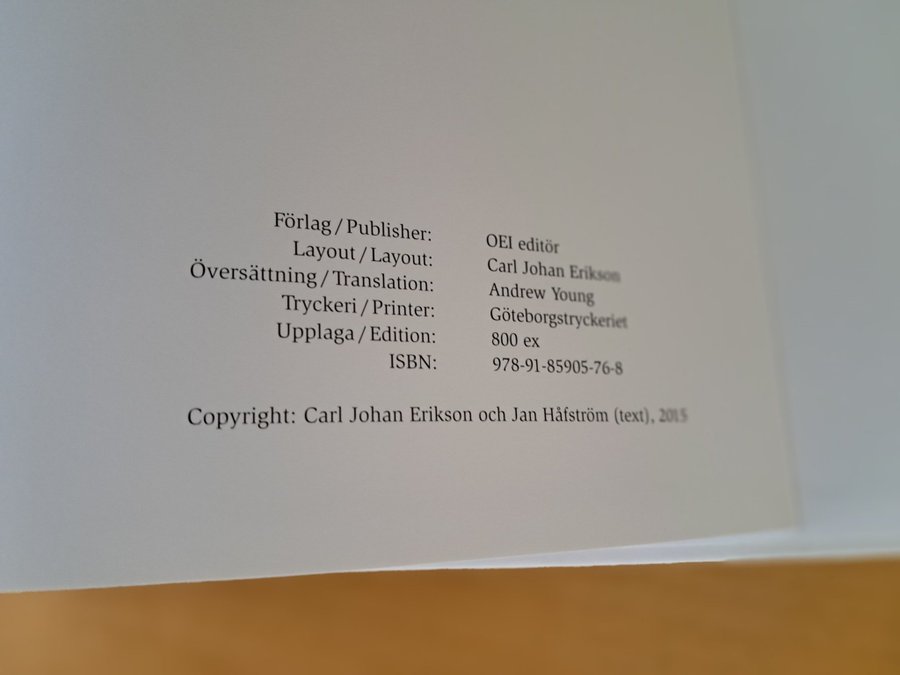 Förlag / Publisher: OEI editör
Layout / Layout: Carl Johan Erikson
Översättning / Translation: Andrew Young
Tryckeri / Printer: Göteborgstryckeriet
Upplaga / Edition: 800 ex
ISBN: 978-91-85905-76-8
Copyright: Carl Johan Erikson och Jan Håfström (text), 2015